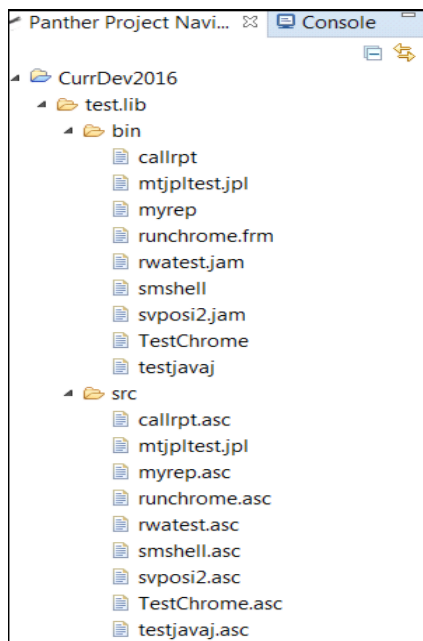 Panther Project Navi... Console
CurrDev2016
test.lib
bin
callrpt
mtjpltest.jpl
myrep
runchrome.frm
rwatest.jam
smshell
svposi2.jam
TestChrome
testjavaj
src
callrpt.asc
mtjpltest.jpl
myrep.asc
runchrome.asc
rwatest.asc
smshell.asc
svposi2.asc
TestChrome.asc
testjavaj.asc